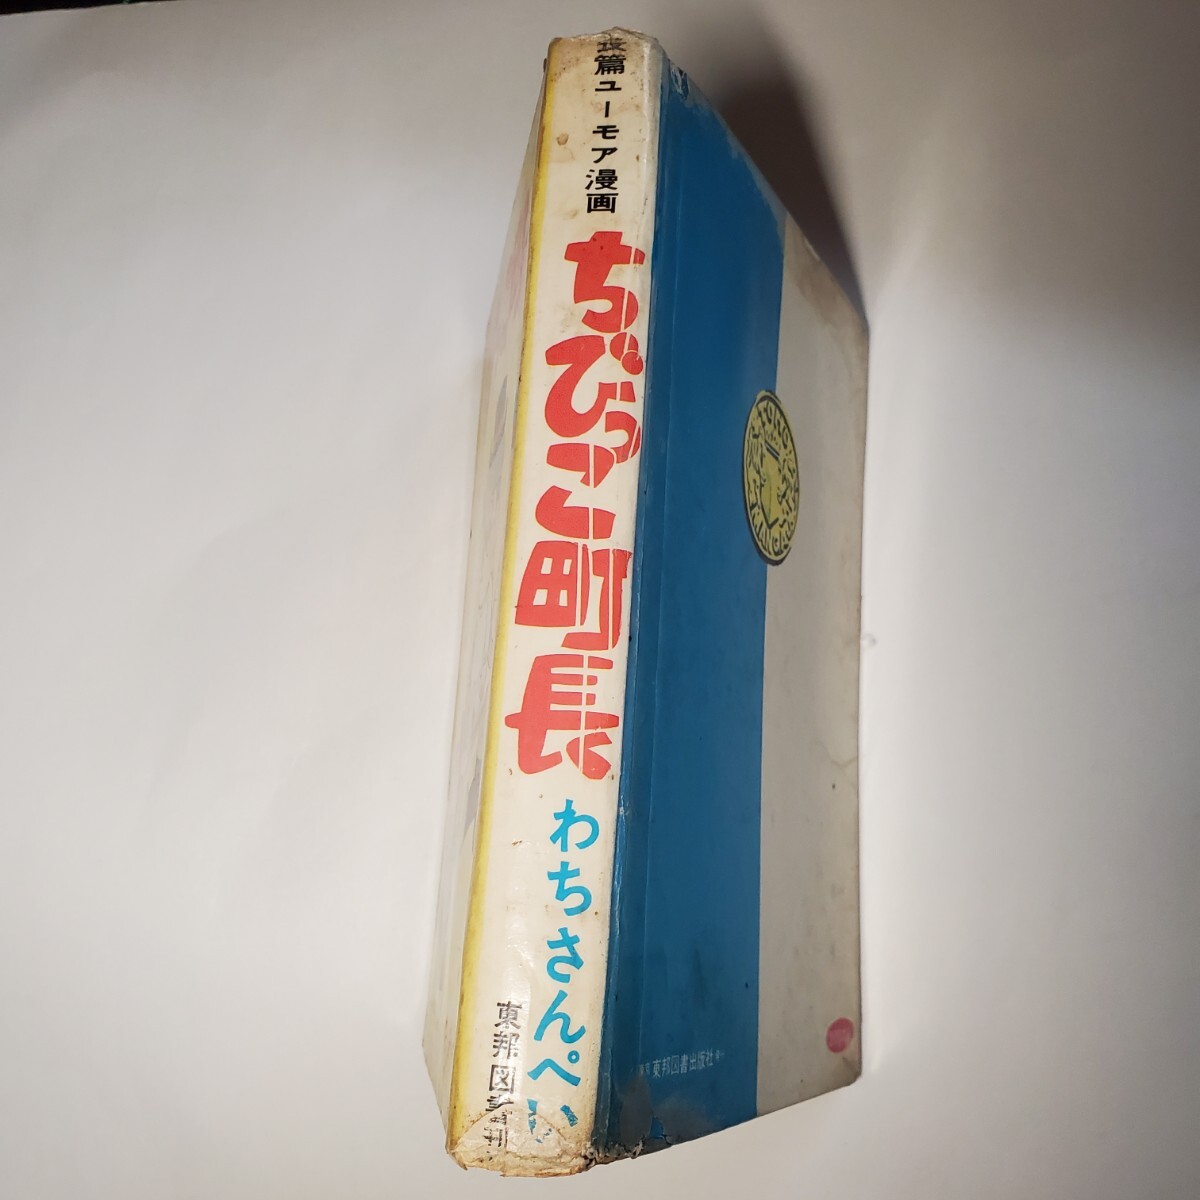 長篇ユーモア漫画
ちびっこ町長
わちさんぺい
東邦図書刊
東邦図書出版社